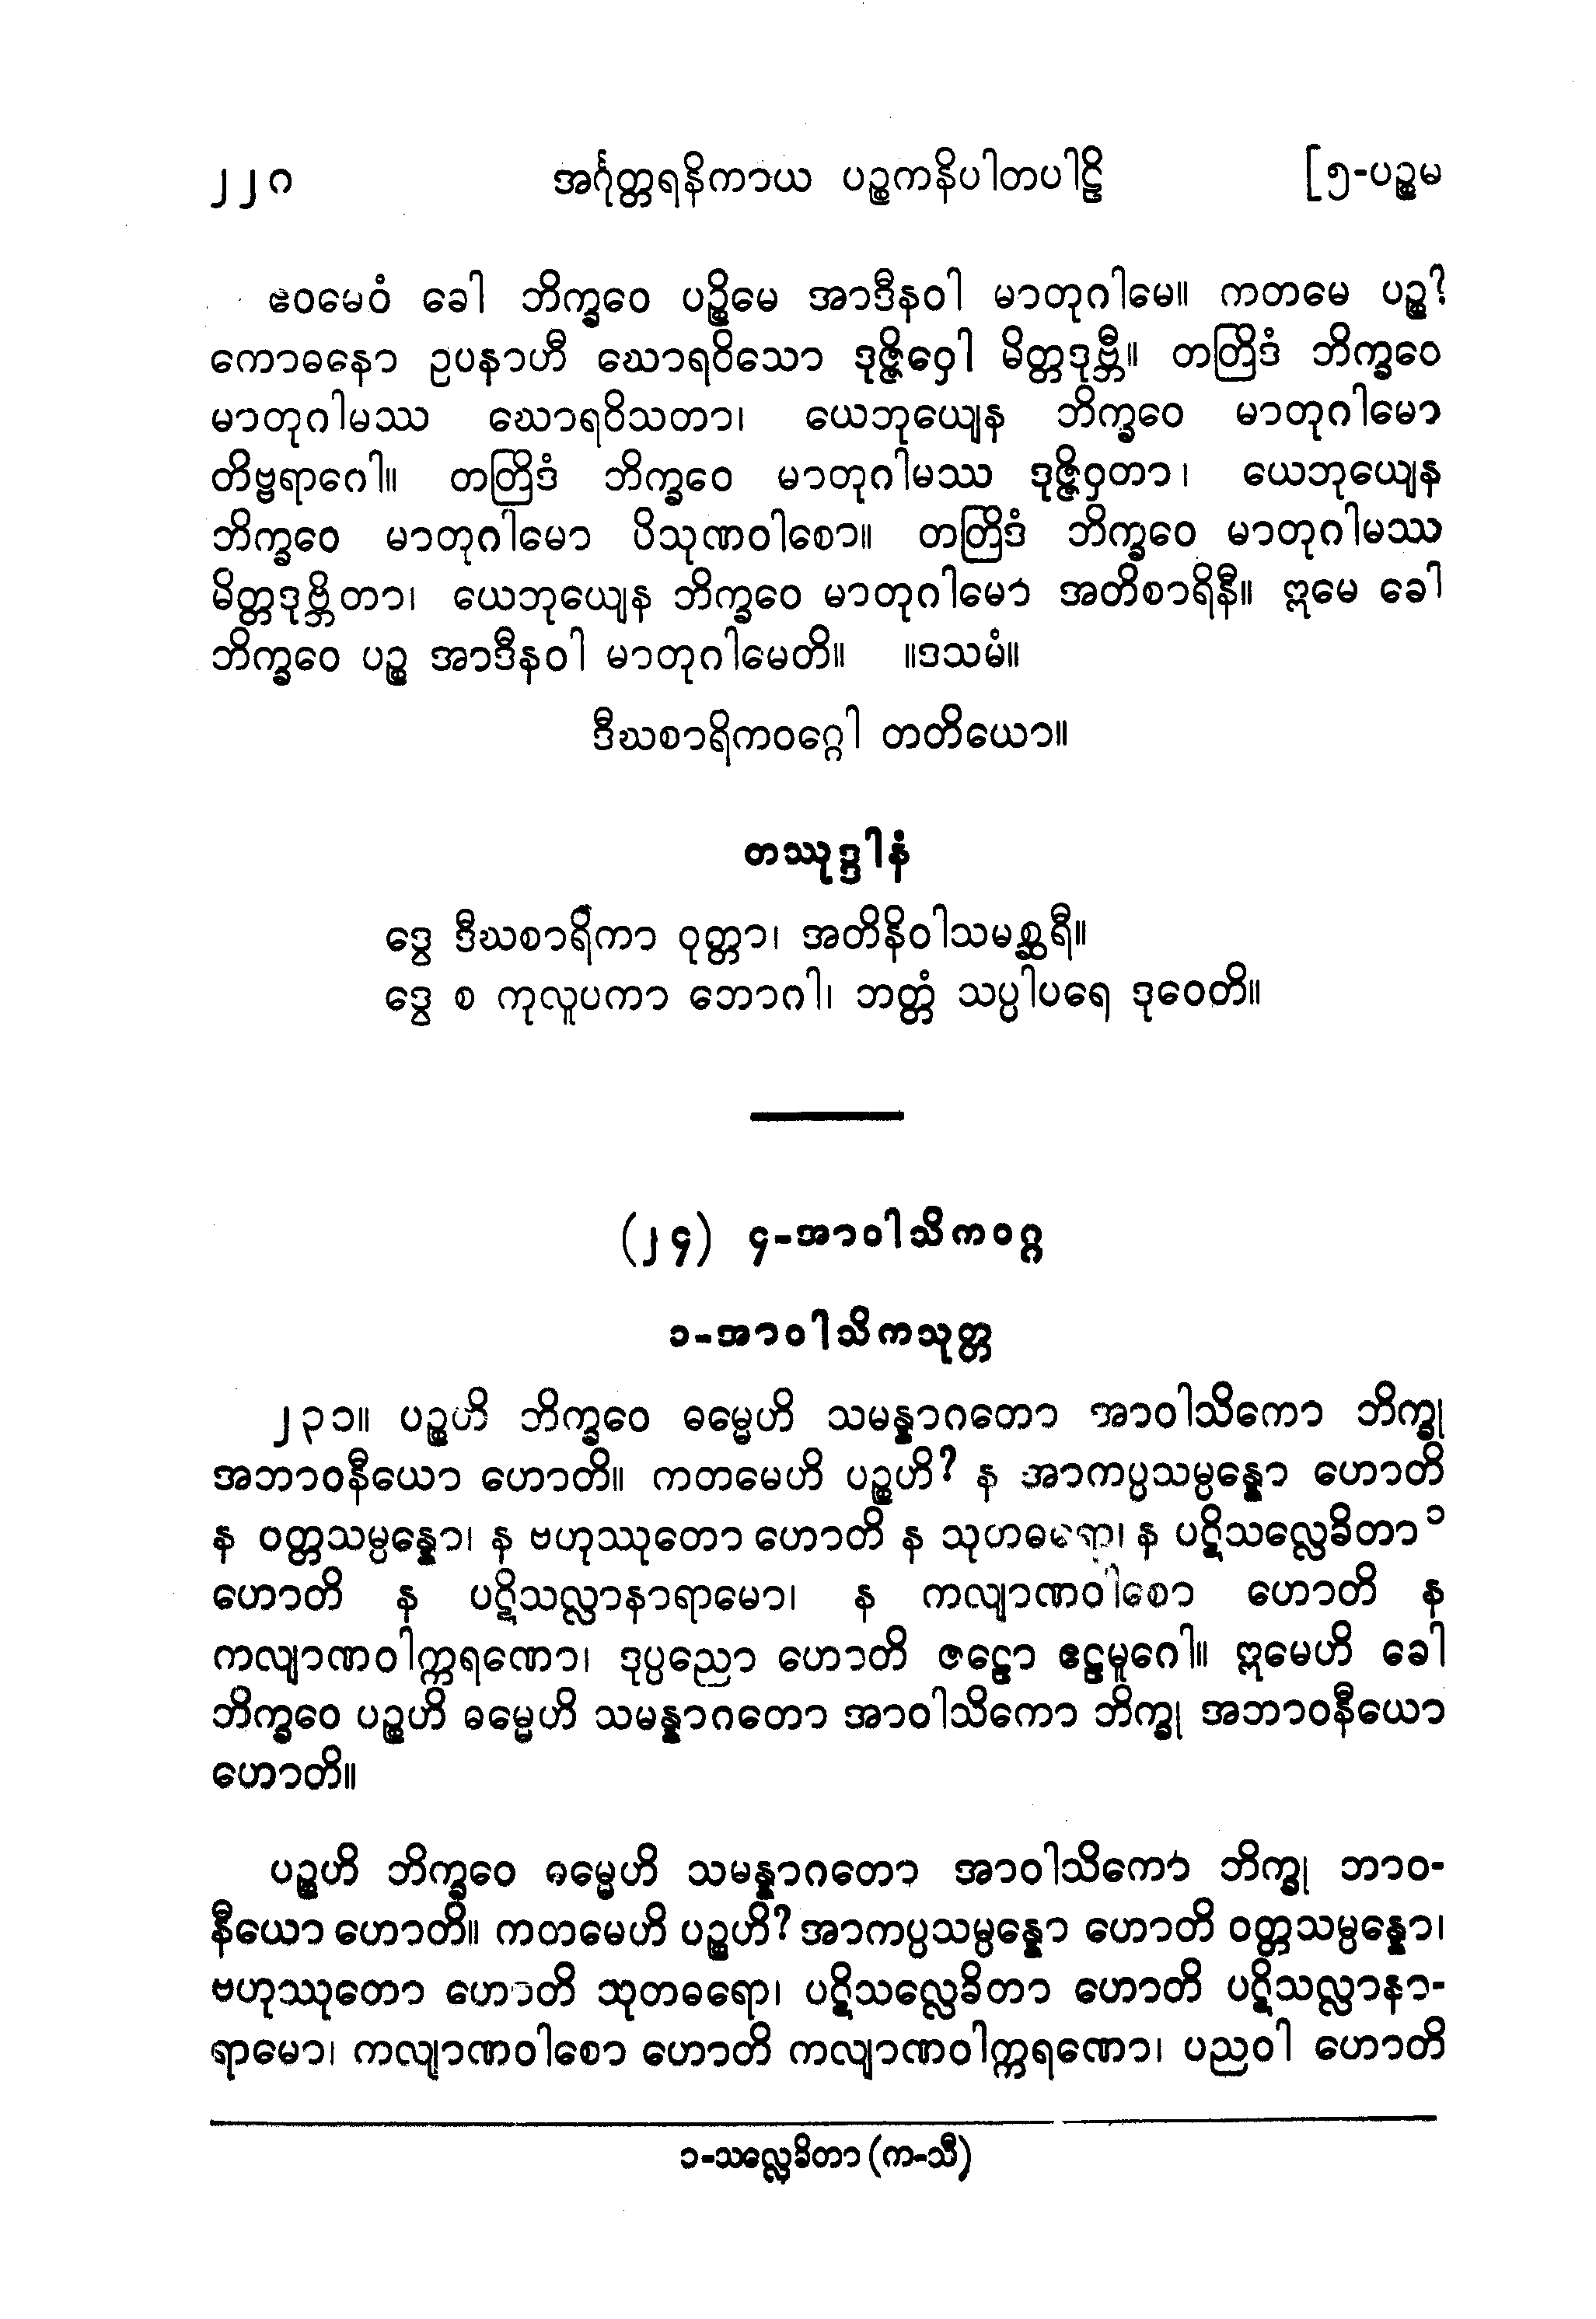 ၂၂၈ အင်္ဂုတ္တရနိကာယ ပဉ္စကနိပါတပါဠိ [၅-ပဉ္စမ
ဧဝမေဝံ ခေါ ဘိက္ခဝေ ပဉ္စိမေ အာဒီနဝါ မာတုဂါမေ။ ကတမေ ပဉ္စ?
ကောဓနော ဥပနာဟီ ဃောရဝိသော ဒုဇ္ဇိဝှေါ မိတ္တဒုဗ္ဘီ။ တတြိဒံ ဘိက္ခဝေ
မာတုဂါမဿ ဃောရဝိသတာ၊ ယေဘုယျေန ဘိက္ခဝေ မာတုဂါမော
တိဗ္ဗရာဂေါ။ တတြိဒံ ဘိက္ခဝေ မာတုဂါမဿ ဒုဇ္ဇိဝှတာ၊ ယေဘုယျေန
ဘိက္ခဝေ မာတုဂါမော ပိသုဏဝါစော။ တတြိဒံ ဘိက္ခဝေ မာတုဂါမဿ
မိတ္တဒုဗ္ဘိတာ၊ ယေဘုယျေန ဘိက္ခဝေ မာတုဂါမော အတိစာရိနီ။ ဣမေ ခေါ
ဘိက္ခဝေ ပဉ္စ အာဒီနဝါ မာတုဂါမေတိ။ ။ဒသမံ။
ဒီဃစာရိကဝဂ္ဂေါ တတိယော။
တဿုဒ္ဒါနံ
ဒွေ ဒီဃစာရိကာ ဝုတ္တာ၊ အတိနိဝါသမစ္ဆရီ။
ဒွေ စ ကုလူပကာ ဘောဂါ၊ ဘတ္တံ သပ္ပါပရေ ဒုဝေတိ။
(၂၄) ၄-အာဝါသိကဝဂ္ဂ
၁-အာဝါသိကသုတ္တ
၂၃၁။ ပဉ္စဟိ ဘိက္ခဝေ ဓမ္မေဟိ သမန္နာဂတော အာဝါသိကော ဘိက္ခု
အဘာဝနီယော ဟောတိ။ ကတမေဟိ ပဉ္စဟိ? န အာကပ္ပသမ္ပန္နော ဟောတိ
န ဝတ္တသမ္ပန္နော၊ န ဗဟုဿုတော ဟောတိ န သုတဓရော၊ န ပဋိသလ္လေခိတာ ၁
ဟောတိ န ပဋိသလ္လာနာရာမော၊ န ကလျာဏဝါစော ဟောတိ န
ကလျာဏဝါက္ကရဏော၊ ဒုပ္ပညော ဟောတိ ဇဠော ဧဠမူဂေါ။ ဣမေဟိ ခေါ
ဘိက္ခဝေ ပဉ္စဟိ ဓမ္မေဟိ သမန္နာဂတော အာဝါသိကော ဘိက္ခု အဘာဝနီယော
ဟောတိ။
ပဉ္စဟိ ဘိက္ခဝေ ဓမ္မေဟိ သမန္နာဂတော အာဝါသိကော ဘိက္ခု ဘာဝ-
နီယော ဟောတိ။ ကတမေဟိ ပဉ္စဟိ? အာကပ္ပသမ္ပန္နော ဟောတိ ဝတ္တသမ္ပန္နော၊
ဗဟုဿုတော ဟောတိ သုတဓရော၊ ပဋိသလ္လေခိတာ ဟောတိ ပဋိသလ္လာနာ-
ရာမော၊ ကလျာဏဝါစော ဟောတိ ကလျာဏဝါက္ကရဏော၊ ပညဝါ ဟောတိ
၁-သလ္လေခိတာ (က-သီ)